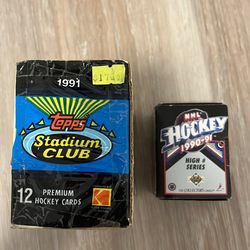 1991
Topps
Stadium
CLUB
12 PREMIUM
HOCKEY CARDS
NHL
HOCKEY
1990-91
HIGH # SERIES